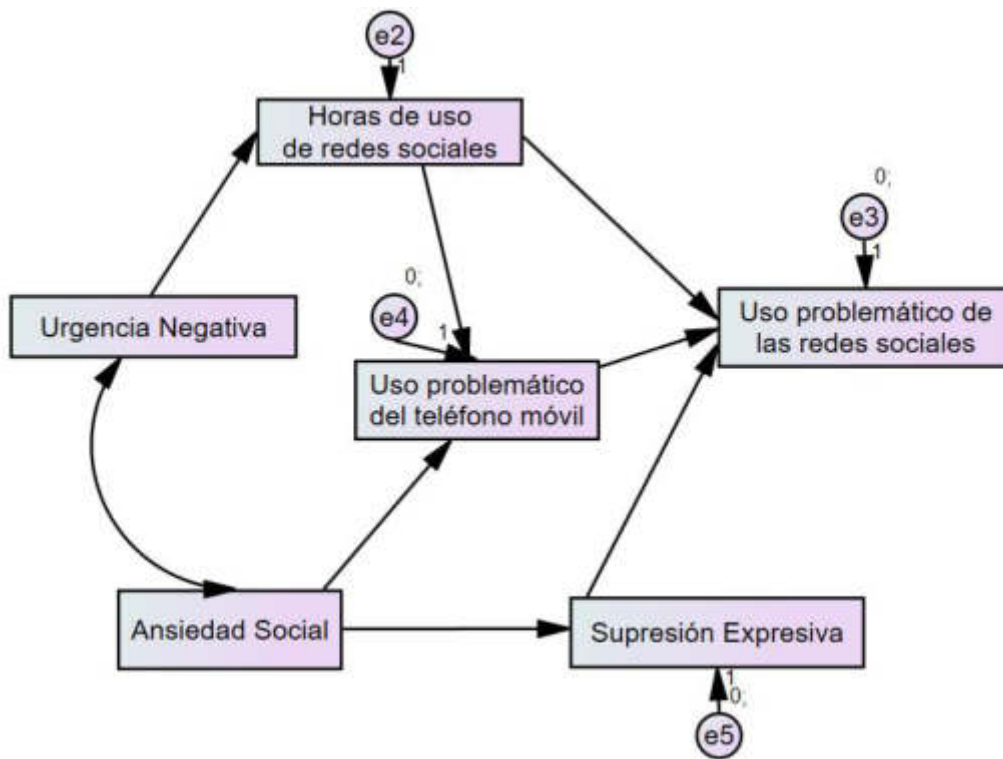 e2
1
Horas de uso
de redes sociales
0;
e3
1
Urgencia Negativa
0;
e4
1
Uso problemático de
las redes sociales
Uso problemático
del teléfono móvil
Ansiedad Social
Supresión Expresiva
1
0;
e5